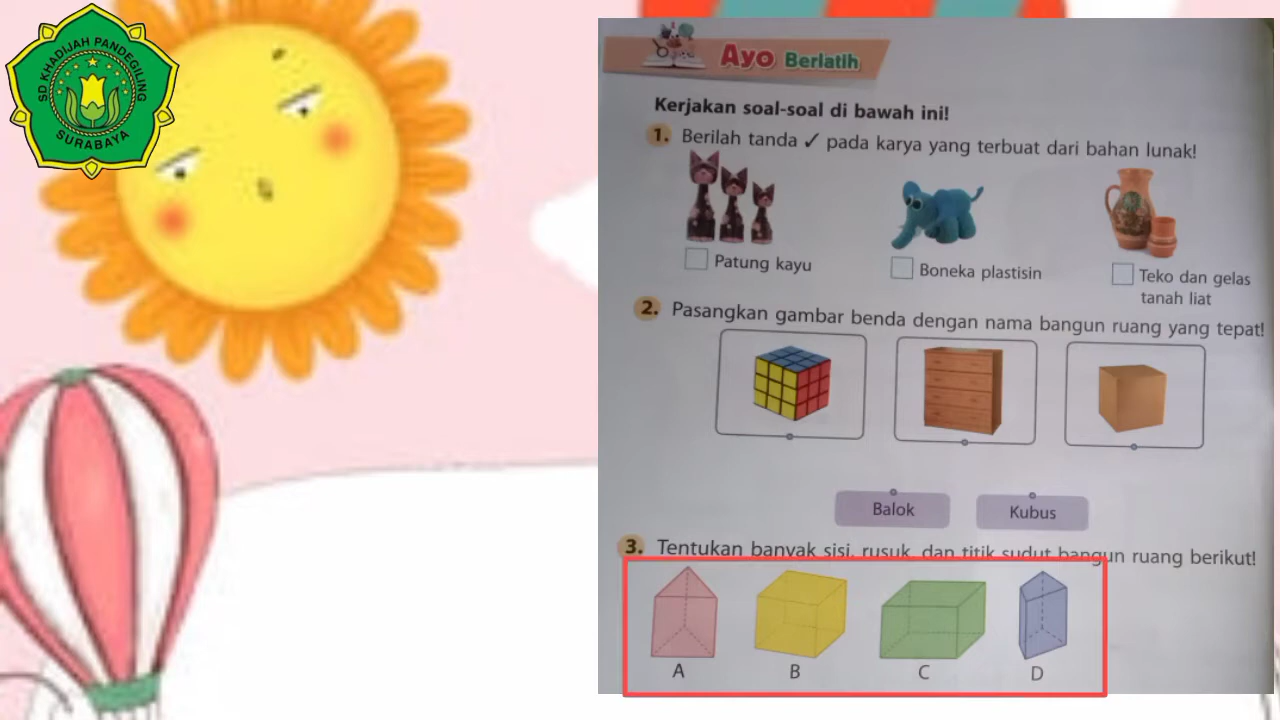 SD KHADIJAH PANDEGILING
SURABAYA
Ayo Berlatih
Kerjakan soal-soal di bawah ini!
1. Berilah tanda ✓ pada karya yang terbuat dari bahan lunak!
Patung kayu
Boneka plastisin
Teko dan gelas
tanah liat
2. Pasangkan gambar benda dengan nama bangun ruang yang tepat!
Balok
Kubus
3. Tentukan banyak sisi, rusuk, dan titik sudut bangun ruang berikut!
A B C D